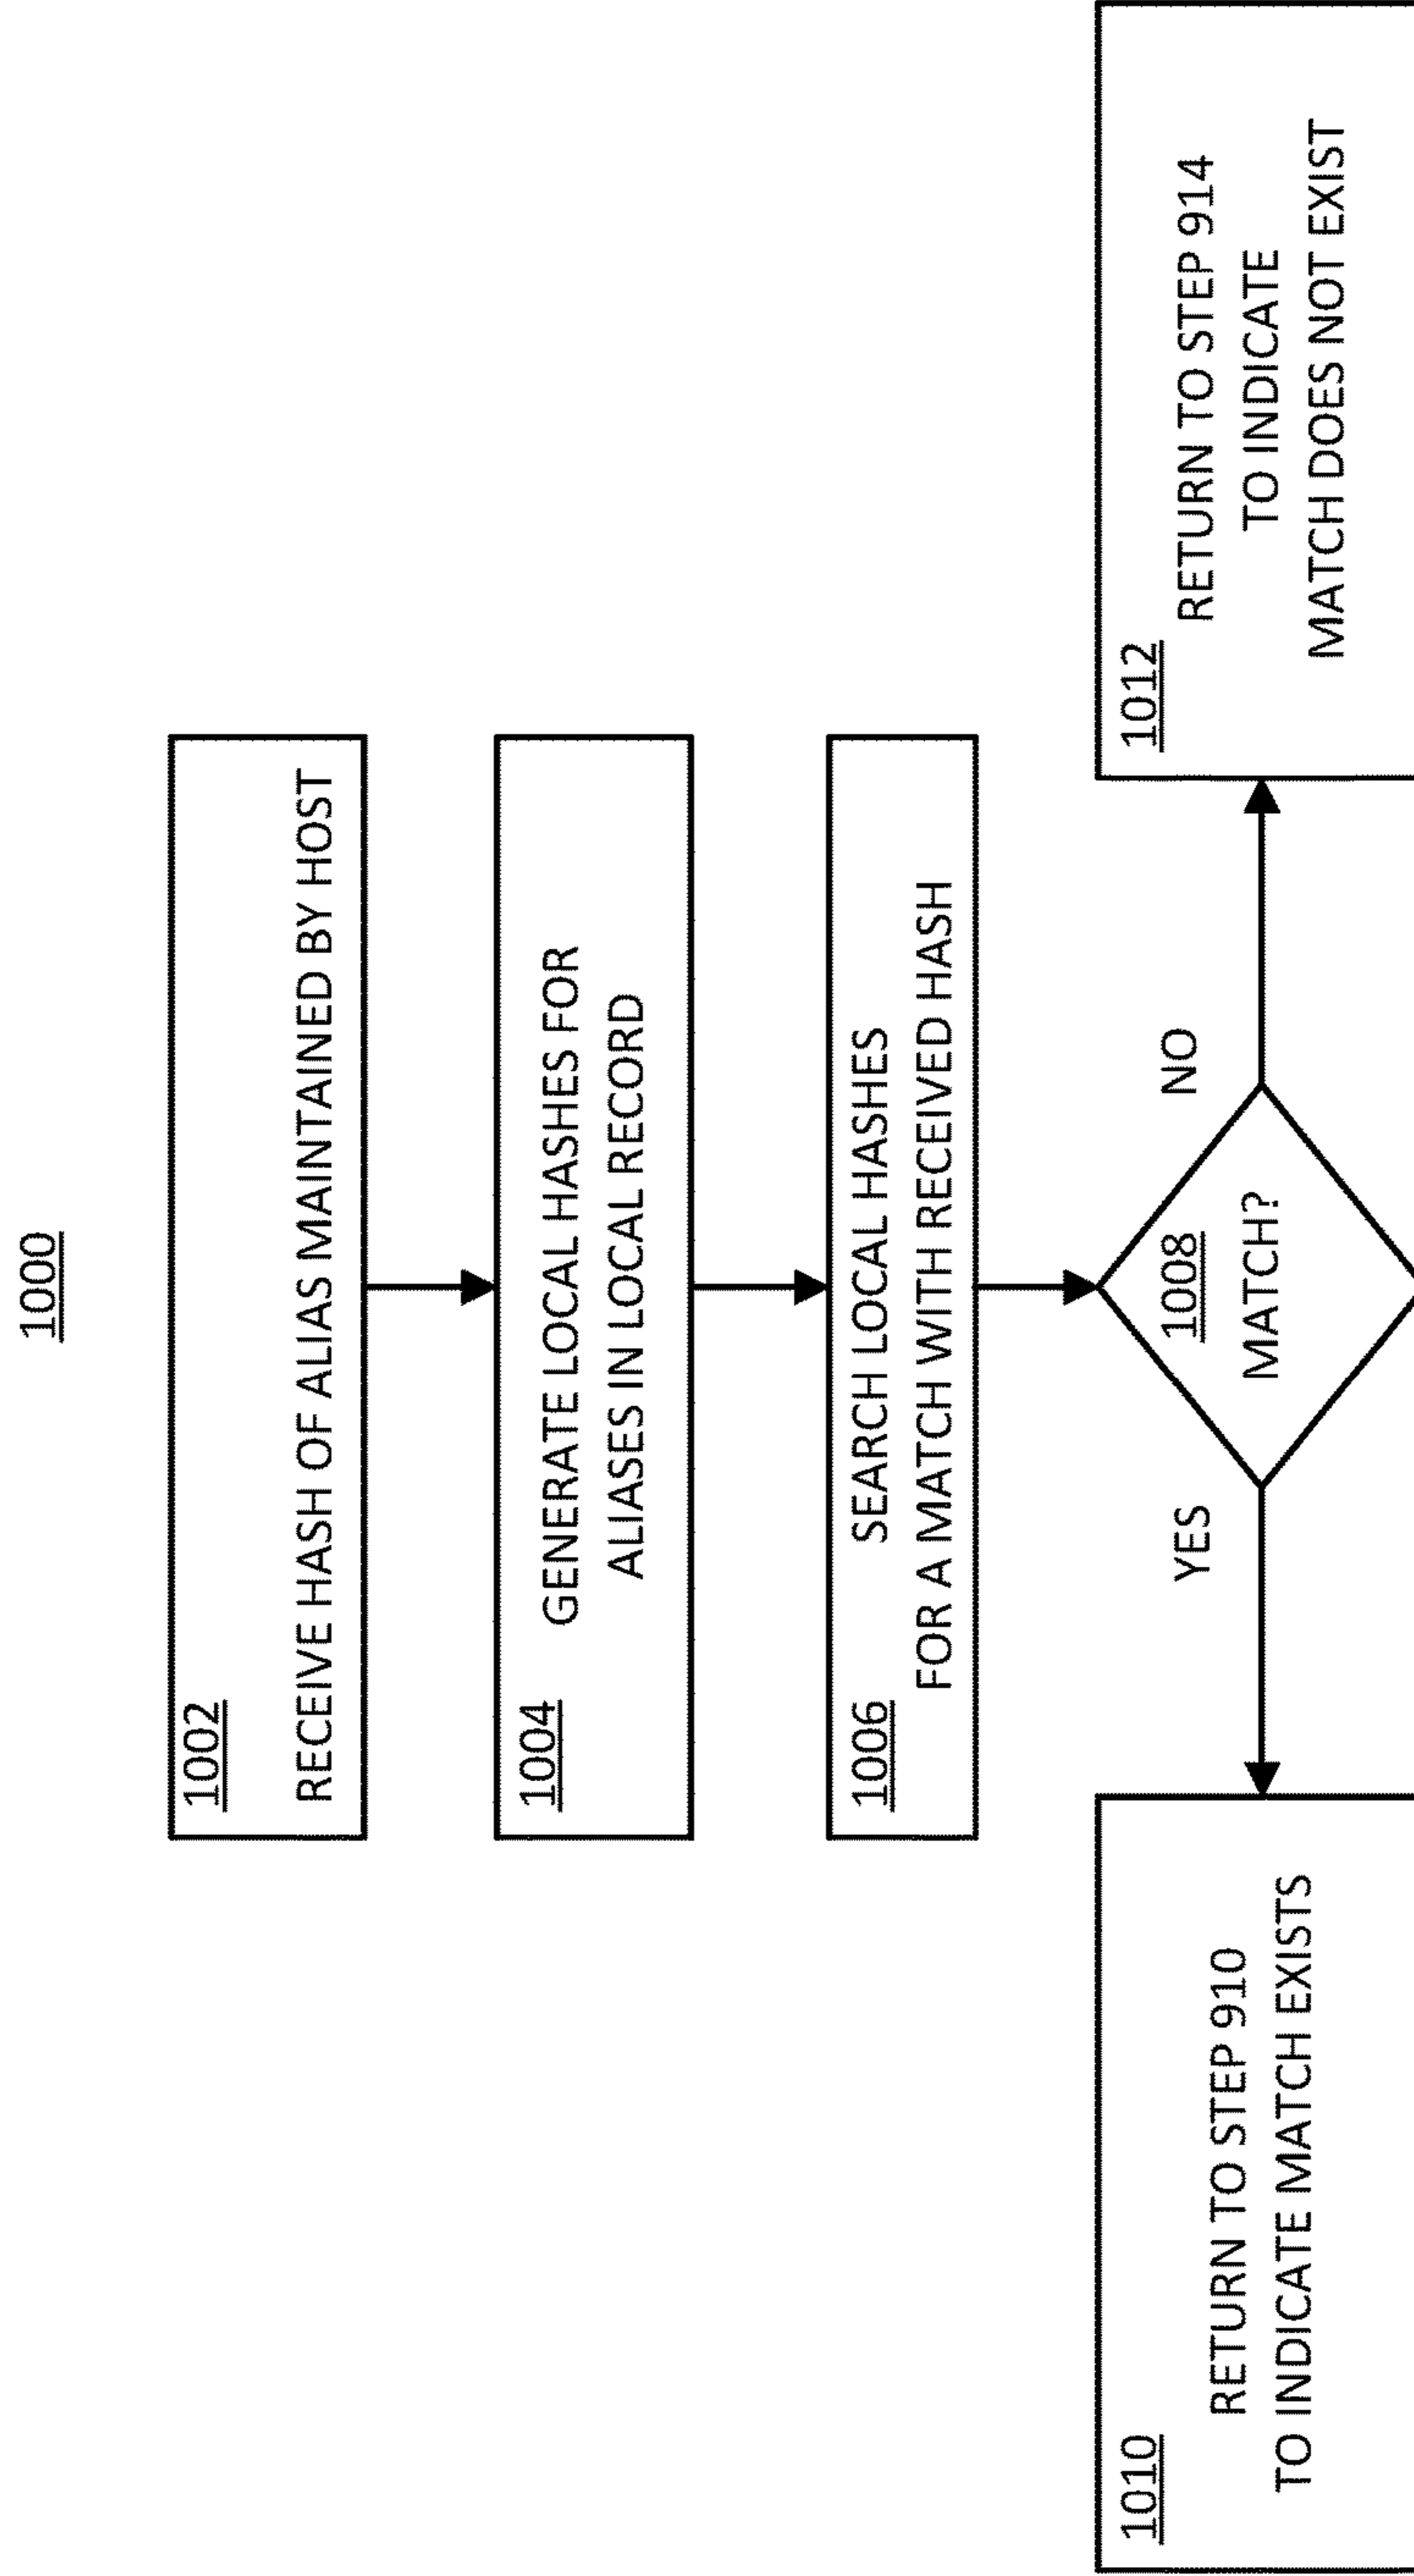 1000
1002
RECEIVE HASH OF ALIAS MAINTAINED BY HOST
1004
GENERATE LOCAL HASHES FOR
ALIASES IN LOCAL RECORD
1006
SEARCH LOCAL HASHES
FOR A MATCH WITH RECEIVED HASH
1008
MATCH?
YES
NO
1010
RETURN TO STEP 910
TO INDICATE MATCH EXISTS
1012
RETURN TO STEP 914
TO INDICATE
MATCH DOES NOT EXIST